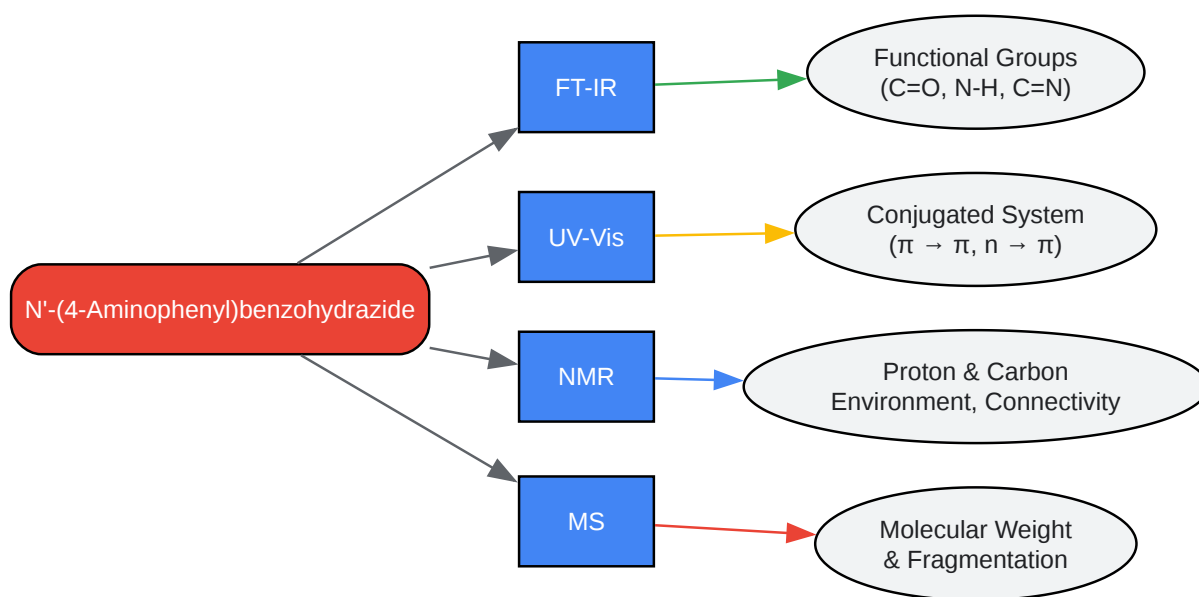 FT-IR
Functional Groups
(C=O, N-H, C=N)
UV-Vis
Conjugated System
(π → π, n → π)
N'-(4-Aminophenyl)benzohydrazide
NMR
Proton & Carbon
Environment, Connectivity
MS
Molecular Weight
& Fragmentation